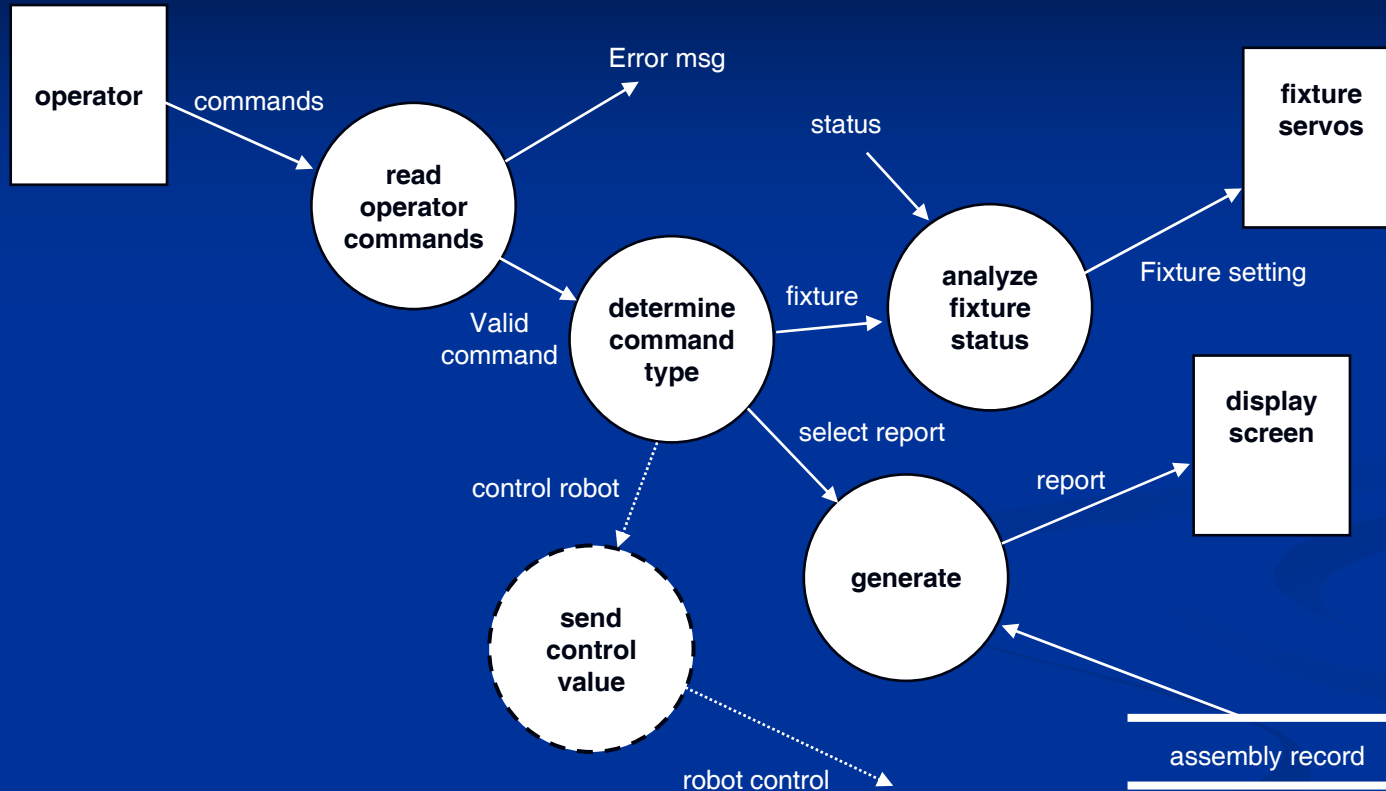 operator
commands
Error msg
read
operator
commands
status
fixture
servos
Valid
command
determine
command
type
fixture
analyze
fixture
status
Fixture setting
display
screen
select report
control robot
report
generate
send
control
value
robot control
assembly record